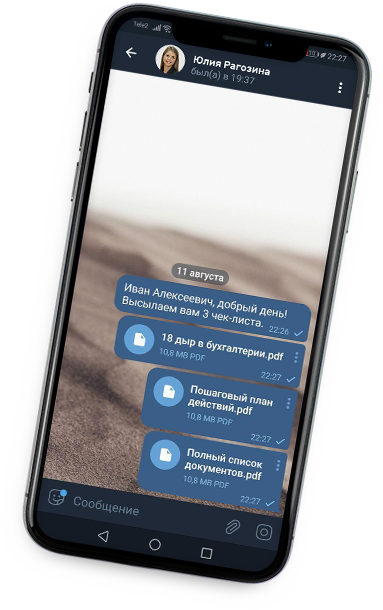 Tele2 22:27
Юлия Рагозина
был(а) в 19:37
11 августа
Иван Алексеевич, добрый день!
Высылаем вам 3 чек-листа. 22:26
18 дыр в бухгалтерии.pdf
10,8 MB PDF
22:27
Пошаговый план
действий.pdf
10,8 MB PDF
22:27
Полный список
документов.pdf
10,8 MB PDF
22:27
Сообщение